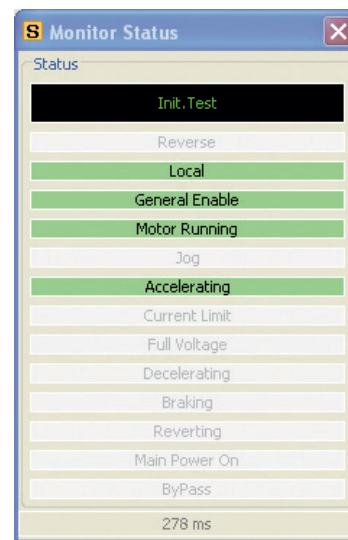 S Monitor Status
Status
Init.Test
Reverse
Local
General Enable
Motor Running
Jog
Accelerating
Current Limit
Full Voltage
Decelerating
Braking
Reverting
Main Power On
ByPass
278 ms